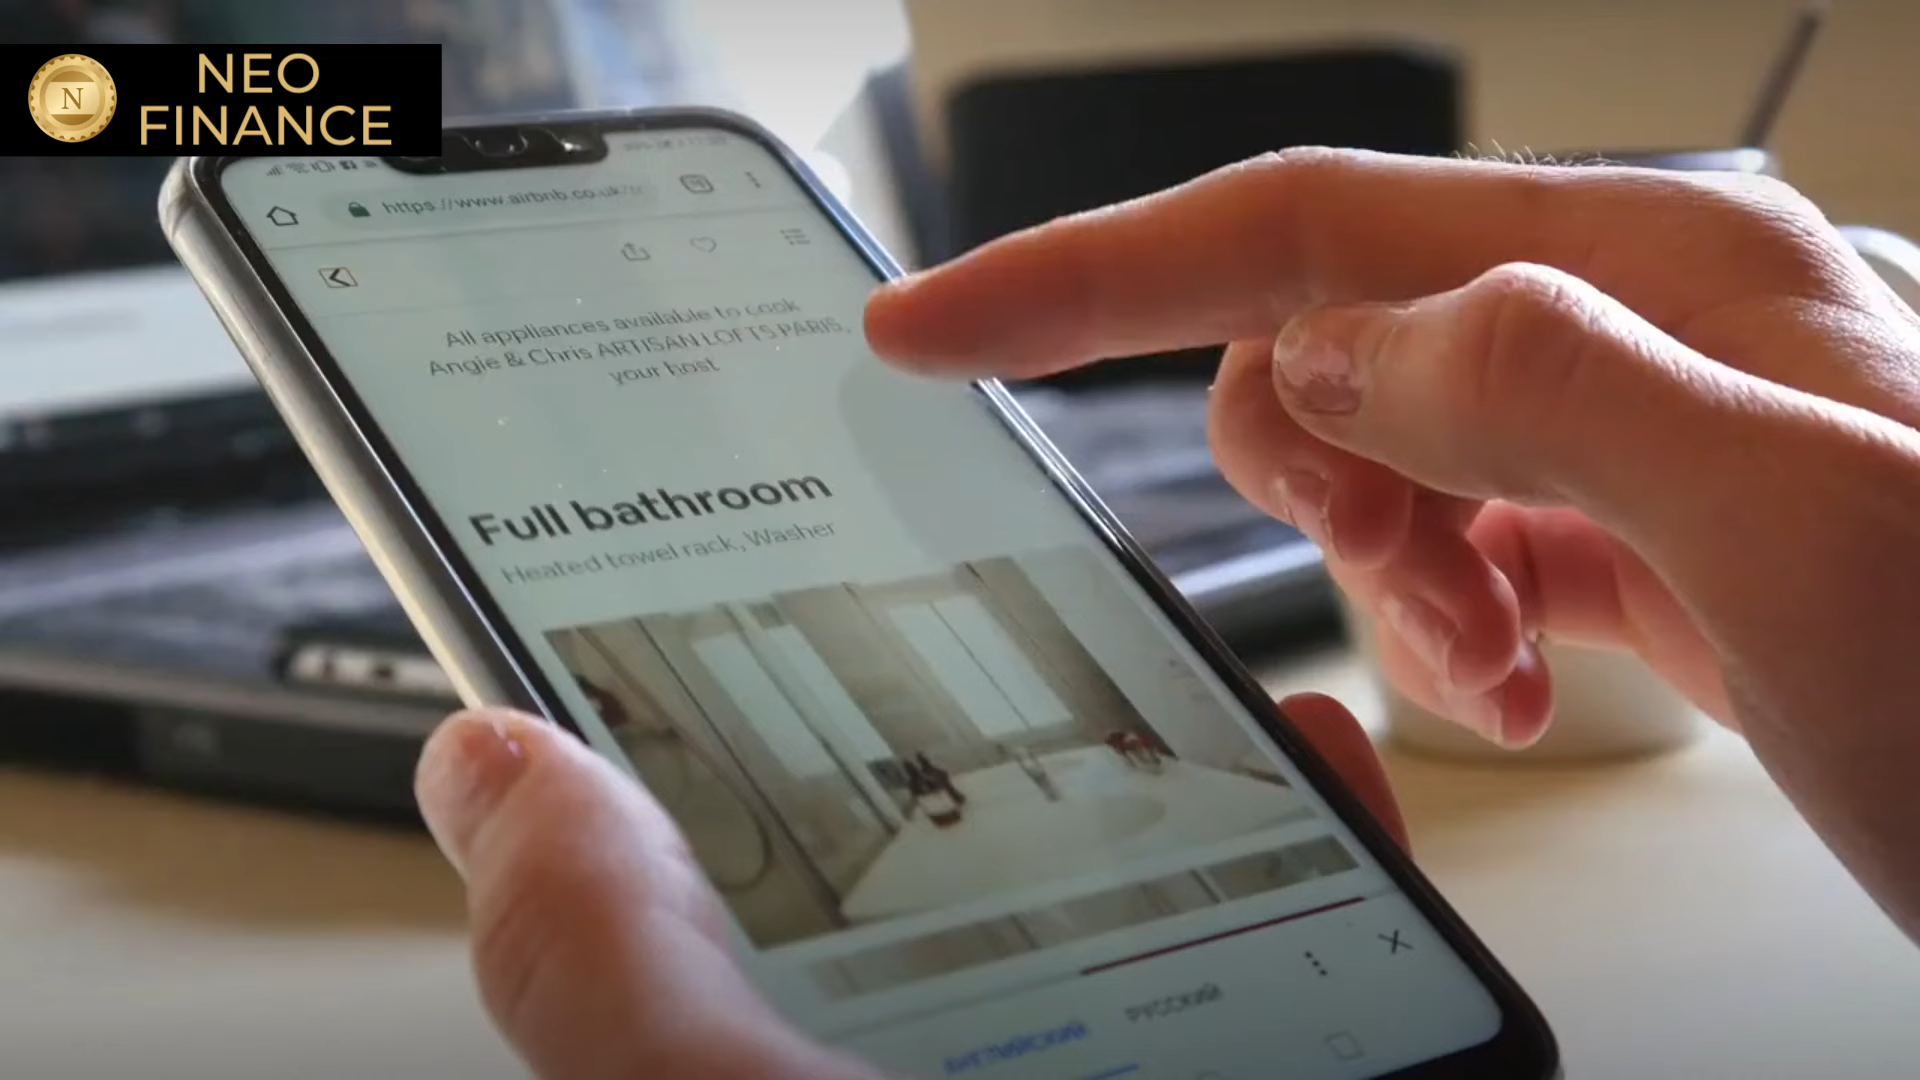 NEO
FINANCE
N
https://www.airbnb.co.uk/
All appliances available to cook
Angie & Chris ARTISAN LOFTS PARIS,
your host
Full bathroom
Heated towel rack, Washer
АНГЛИЙСКИЙ
РУССКИЙ